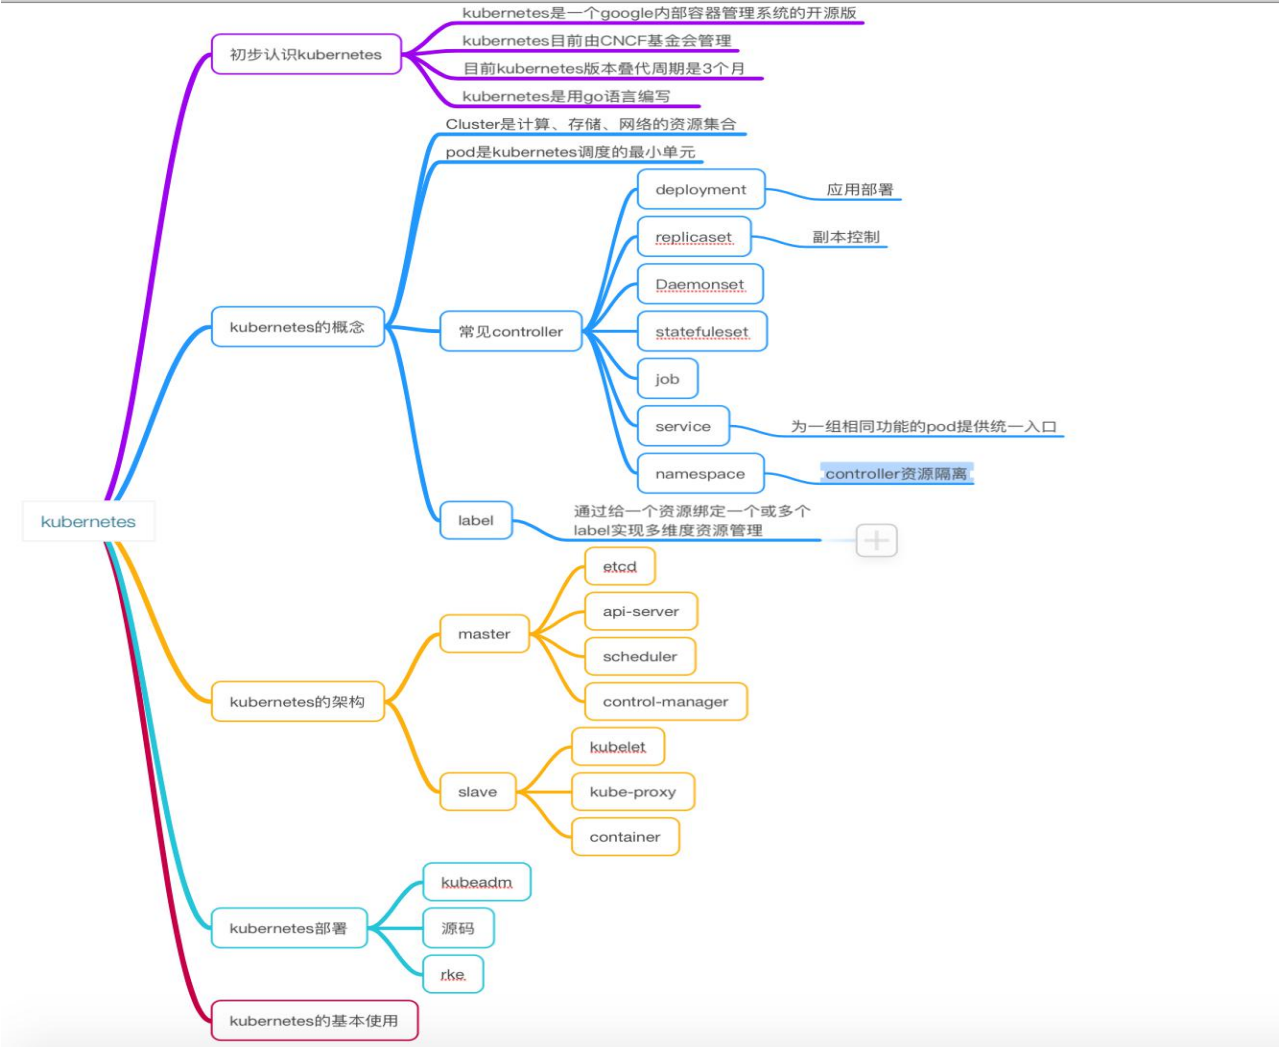 kubernetes
初步认识kubernetes
kubernetes是一个google内部容器管理系统的开源版
kubernetes目前由CNCF基金会管理
目前kubernetes版本叠代周期是3个月
kubernetes是用go语言编写
kubernetes的概念
Cluster是计算、存储、网络的资源集合
pod是kubernetes调度的最小单元
常见controller
deployment
应用部署
replicaset
副本控制
Daemonset
statefuleset
job
service
为一组相同功能的pod提供统一入口
namespace
controller资源隔离
label
通过给一个资源绑定一个或多个
label实现多维度资源管理
kubernetes的架构
master
etcd
api-server
scheduler
control-manager
slave
kubelet
kube-proxy
container
kubernetes部署
kubeadm
源码
rke
kubernetes的基本使用